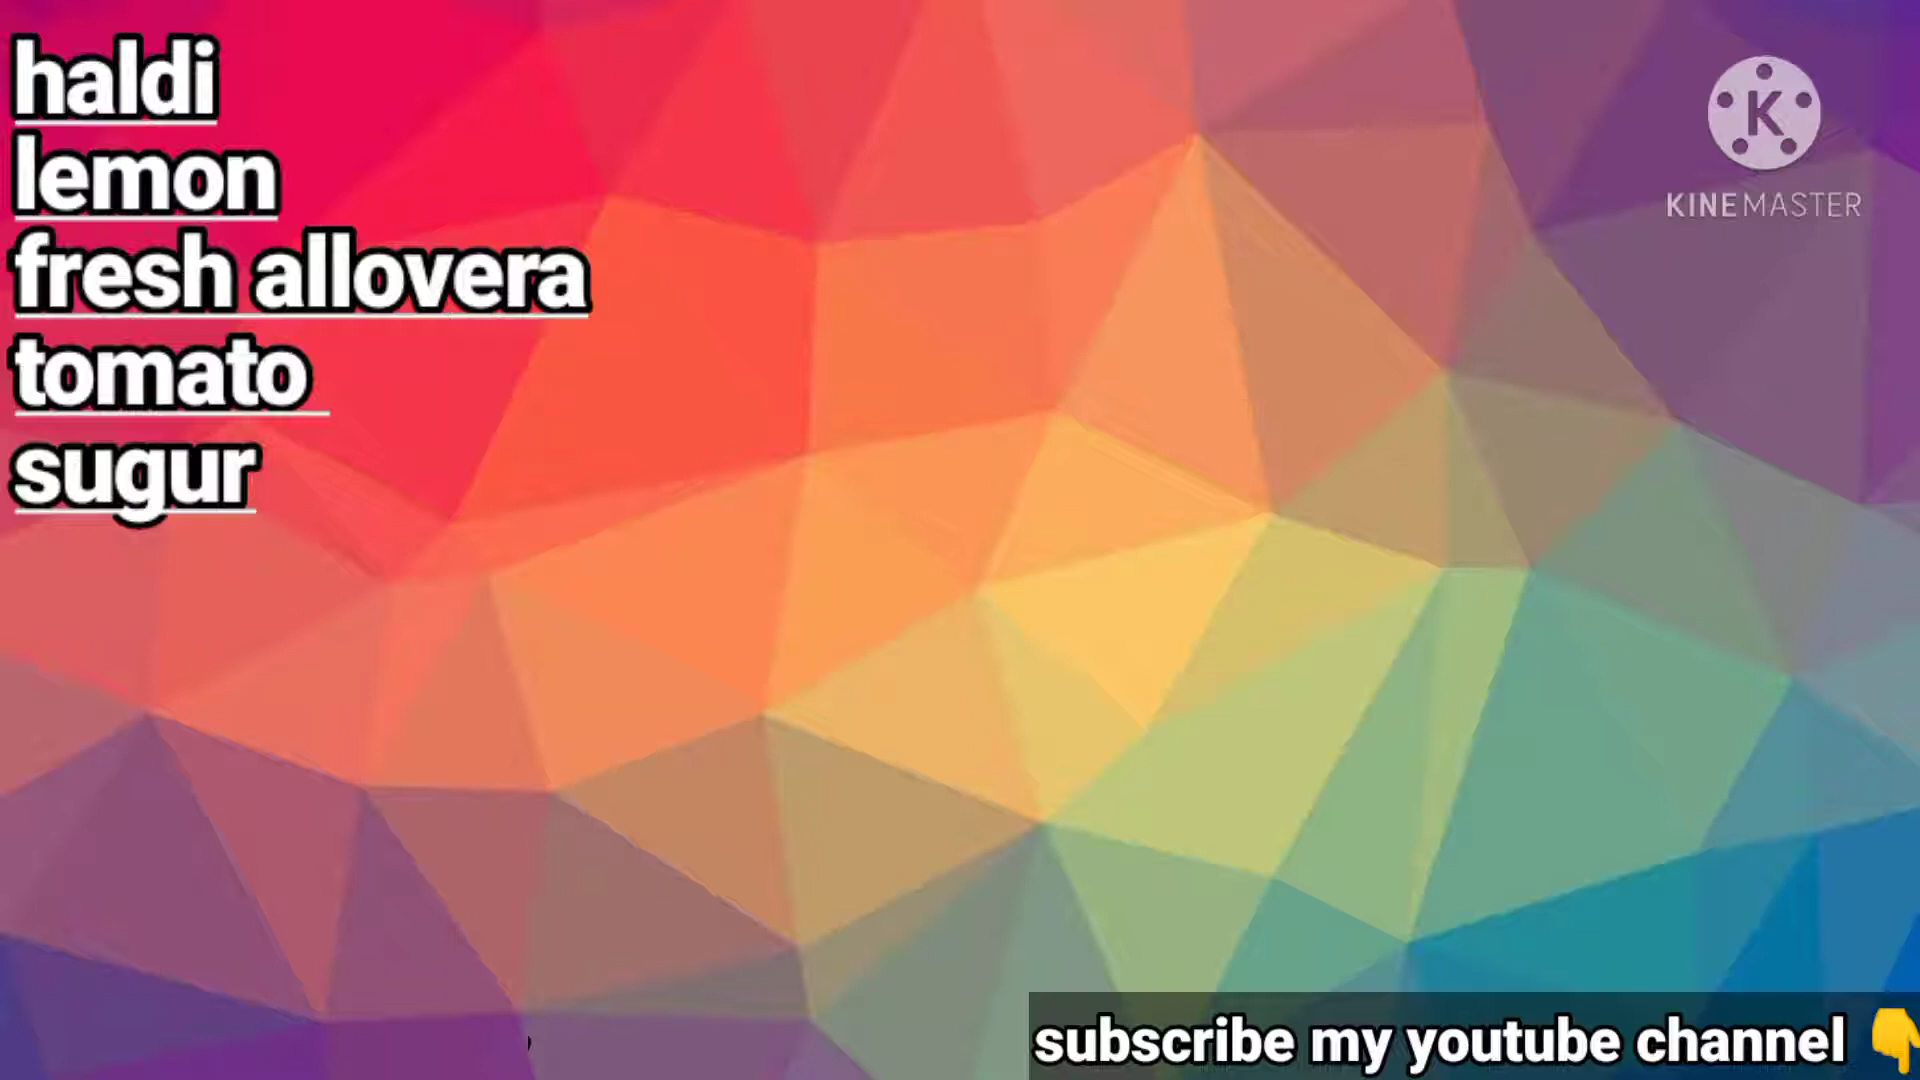 haldi
lemon
fresh allovera
tomato
sugur
K
KINEMASTER
subscribe my youtube channel 👇